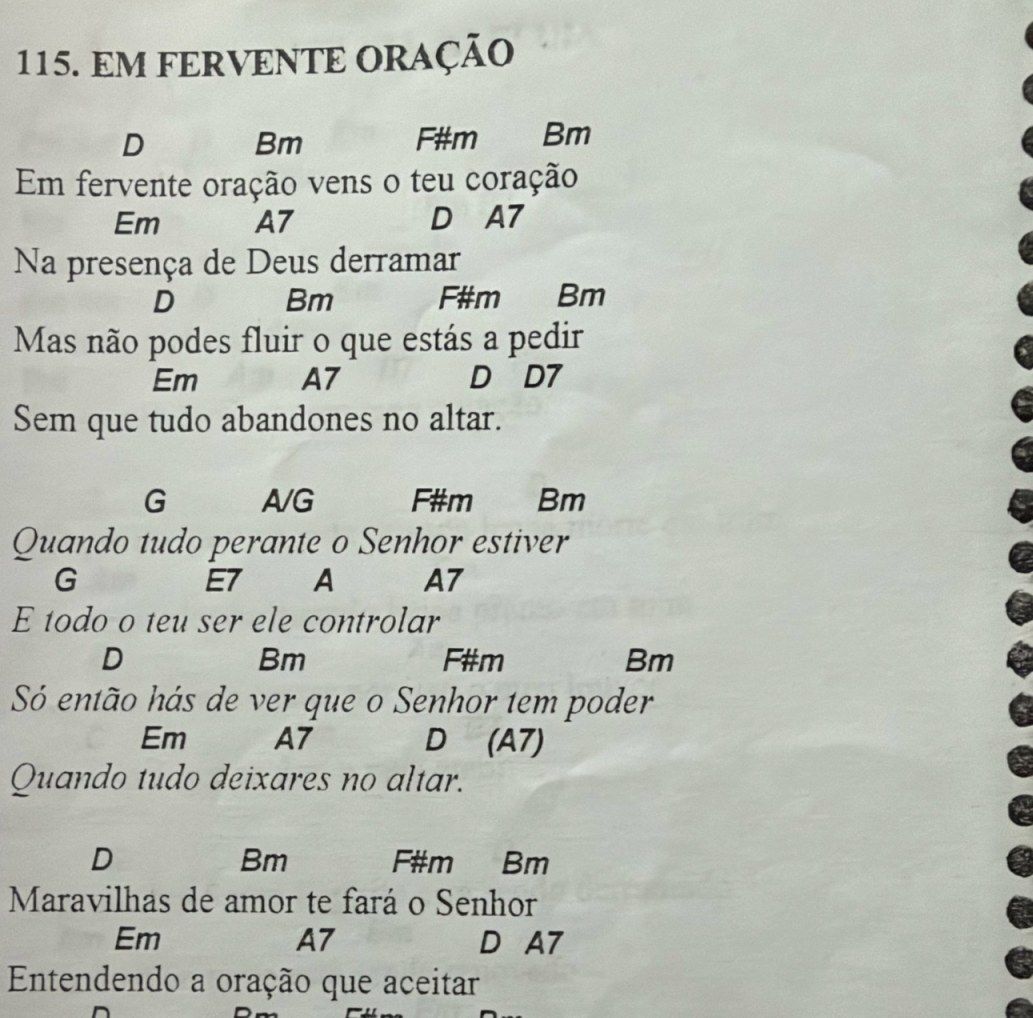 115. EM FERVENTE ORAÇÃO
D Bm F#m Bm
Em fervente oração vens o teu coração
Em A7 D A7
Na presença de Deus derramar
D Bm F#m Bm
Mas não podes fluir o que estás a pedir
Em A7 D D7
Sem que tudo abandones no altar.
G A/G F#m Bm
Quando tudo perante o Senhor estiver
G E7 A A7
E todo o teu ser ele controlar
D Bm F#m Bm
Só então hás de ver que o Senhor tem poder
Em A7 D (A7)
Quando tudo deixares no altar.
D Bm F#m Bm
Maravilhas de amor te fará o Senhor
Em A7 D A7
Entendendo a oração que aceitar